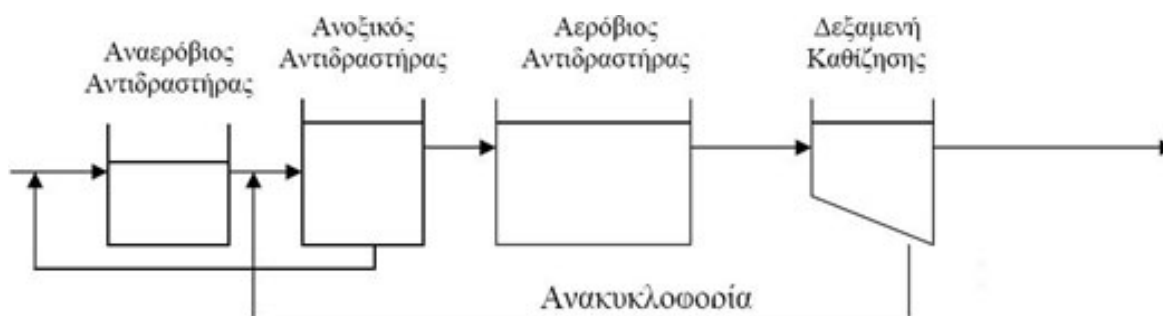 Αναερόβιος
Αντιδραστήρας
Ανοξικός
Αντιδραστήρας
Αερόβιος
Αντιδραστήρας
Δεξαμενή
Καθίζησης
Ανακυκλοφορία